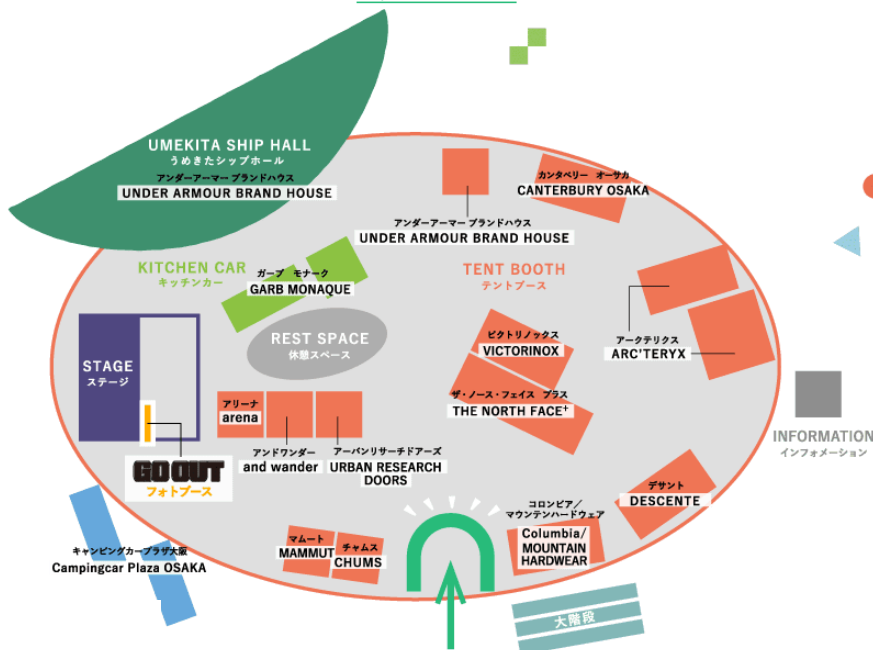 UMEKITA SHIP HALL
うめきたシップホール
アンダーアーマー ブランドハウス
UNDER ARMOUR BRAND HOUSE
カンタベリー オーサカ
CANTERBURY OSAKA
アンダーアーマー ブランドハウス
UNDER ARMOUR BRAND HOUSE
KITCHEN CAR
キッチンカー
ガーブ モナーク
GARB MONAQUE
TENT BOOTH
テントブース
REST SPACE
休憩スペース
ビクトリノックス
VICTORINOX
アークテリクス
ARC'TERYX
STAGE
ステージ
ザ・ノース・フェイス プラス
THE NORTH FACE+
アリーナ
arena
アンドワンダー
and wander
アーバンリサーチドアーズ
URBAN RESEARCH
DOORS
INFORMATION
インフォメーション
GO OUT
フォトブース
デサント
DESCENTE
コロンビア／
マウンテンハードウェア
Columbia/
MOUNTAIN
HARDWEAR
マムート
MAMMUT
チャムス
CHUMS
キャンピングカープラザ大阪
Campingcar Plaza OSAKA
大階段